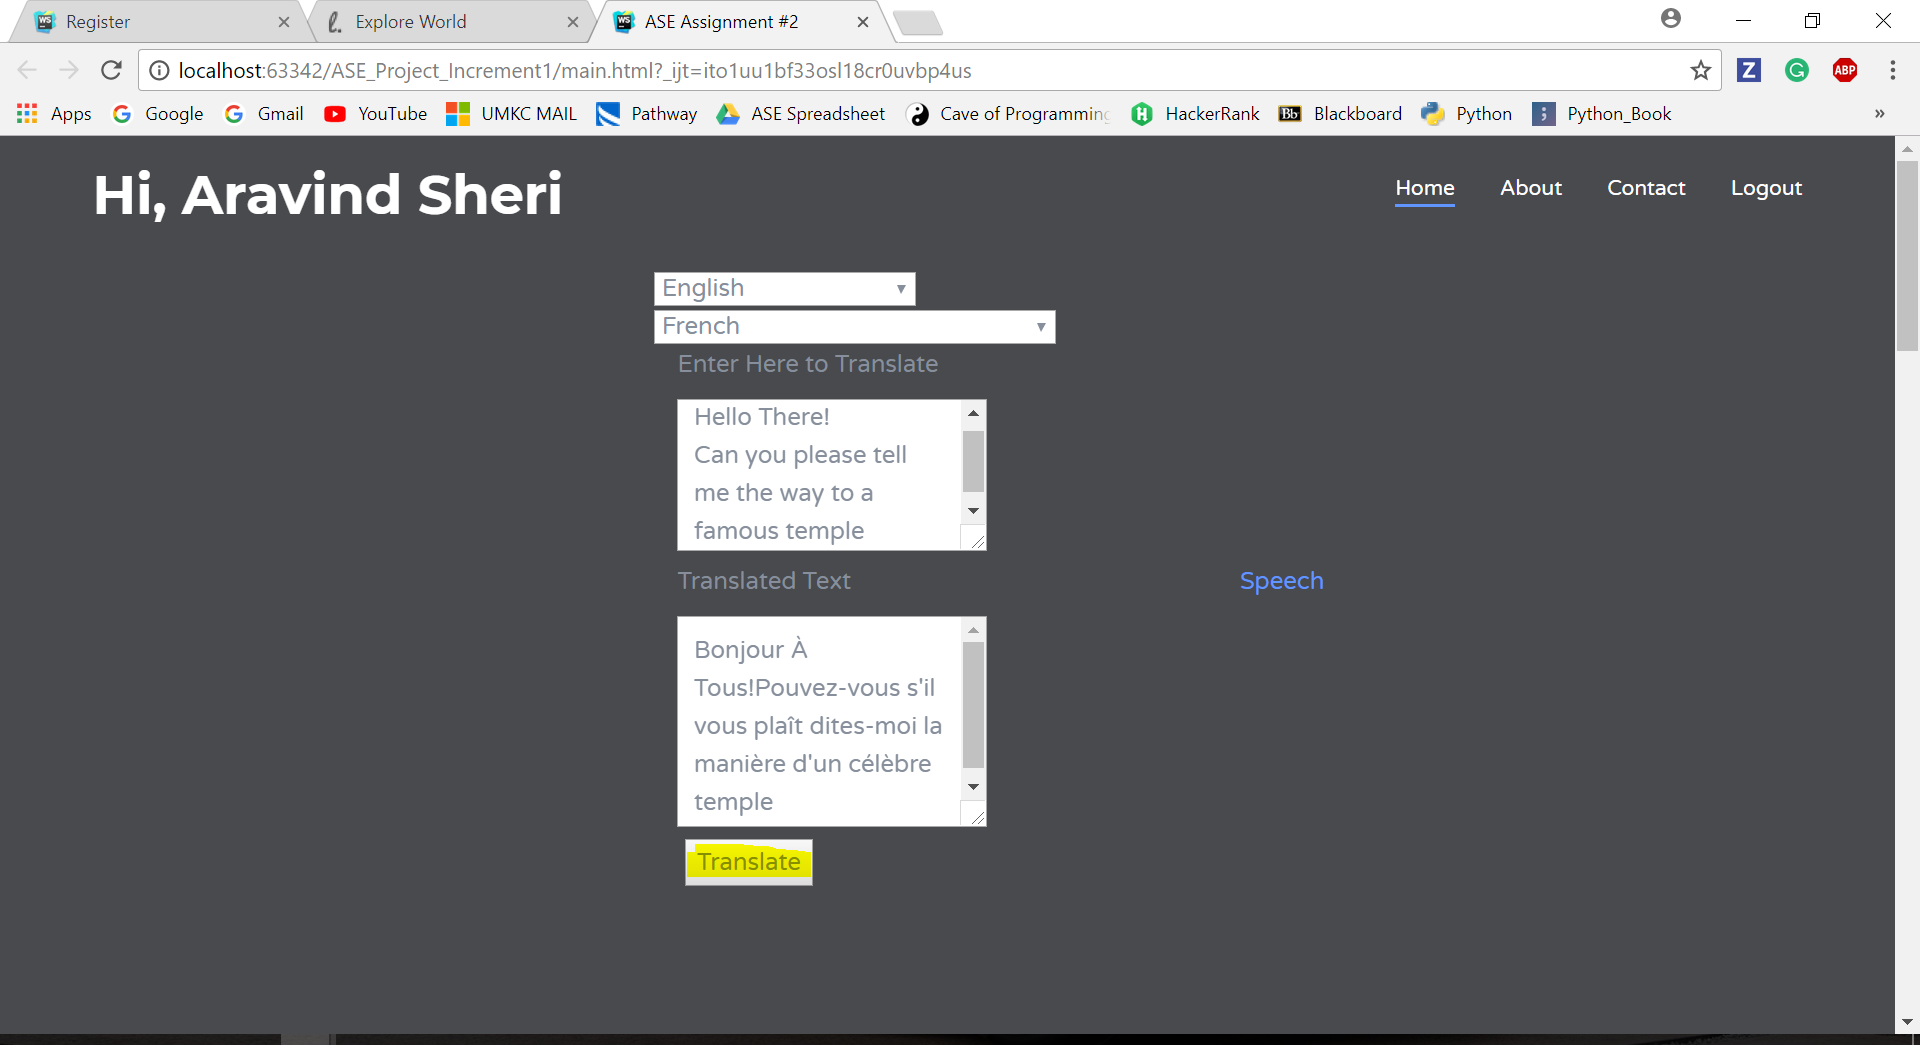 Register
Explore World
ASE Assignment #2
localhost:63342/ASE_Project_Increment1/main.html?_ijt=ito1uu1bf33osl18cr0uvbp4us
Z
G
ABP
Apps
Google
Gmail
YouTube
UMKC MAIL
Pathway
ASE Spreadsheet
Cave of Programming
HackerRank
Bb
Blackboard
Python
Python_Book
Hi, Aravind Sheri
Home
About
Contact
Logout
English
French
Enter Here to Translate
Hello There!
Can you please tell
me the way to a
famous temple
Translated Text
Speech
Bonjour À
Tous!Pouvez-vous s'il
vous plaît dites-moi la
manière d'un célèbre
temple
Translate